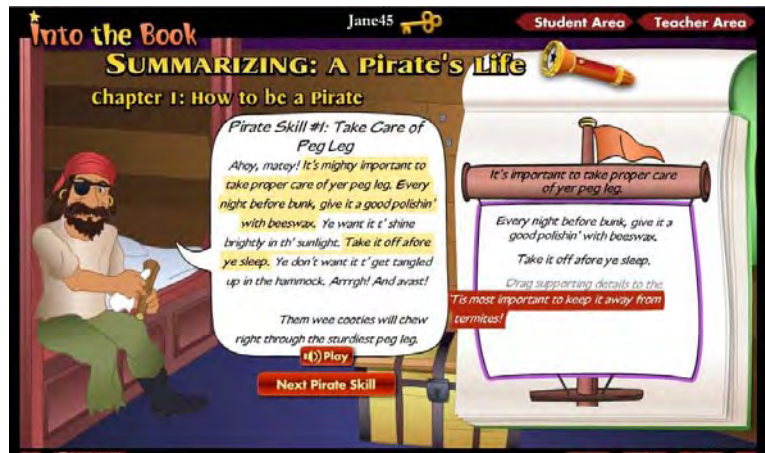 Into the Book
Jane45
Student Area
Teacher Area
SUMMARIZING: A Pirate's Life
Chapter 1: How to be a Pirate
Pirate Skill #1: Take Care of
Peg Leg
Ahoy, matey! It's mighty important to
take proper care of yer peg leg. Every
night before bunk, give it a good polishin'
with beeswax. Ye want it t' shine
brightly in th' sunlight. Take it off afore
ye sleep. Ye don't want it t' get tangled
up in the hammock. Arrrgh! And avast!
Them wee cooties will chew
right through the sturdiest peg leg.
Play
Next Pirate Skill
It's important to take proper care
of yer peg leg.
Every night before bunk, give it a
good polishin' with beeswax.
Take it off afore ye sleep.
Drag supporting details to the
'Tis most important to keep it away from
termites!